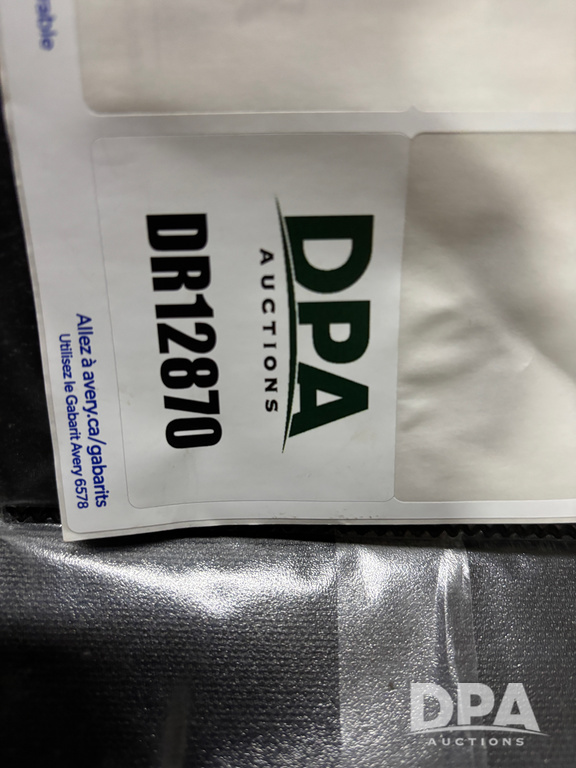 DPA
AUCTIONS
DR12870
Allez à avery.ca/gabarits
Utilisez le Gabarit Avery 6578
DPA
AUCTIONS